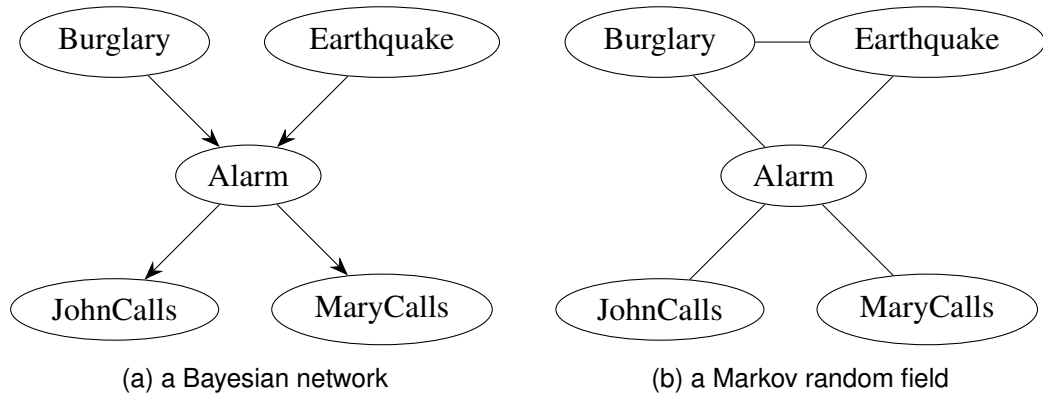 Burglary
Earthquake
Alarm
JohnCalls
MaryCalls
(a) a Bayesian network
Burglary
Earthquake
Alarm
JohnCalls
MaryCalls
(b) a Markov random field